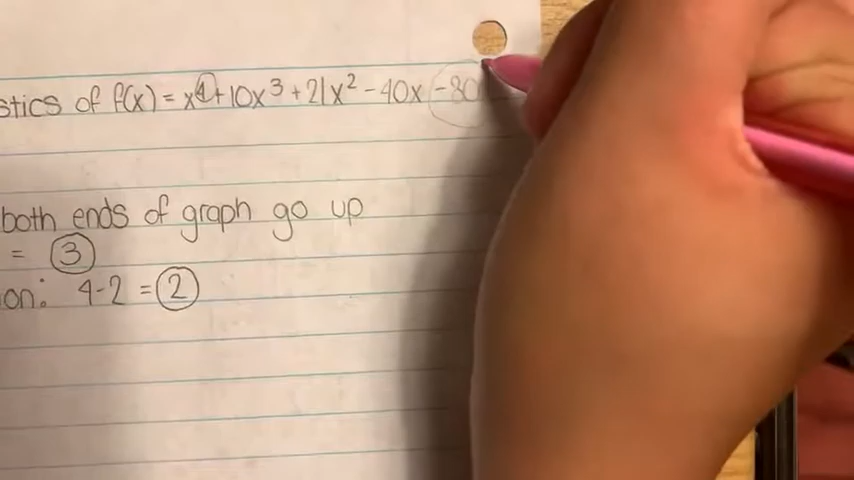 stics of f(x) = x⁴ + 10x³ + 21x² - 40x - 80
both ends of graph go up
= 3
on: 4-2 = 2